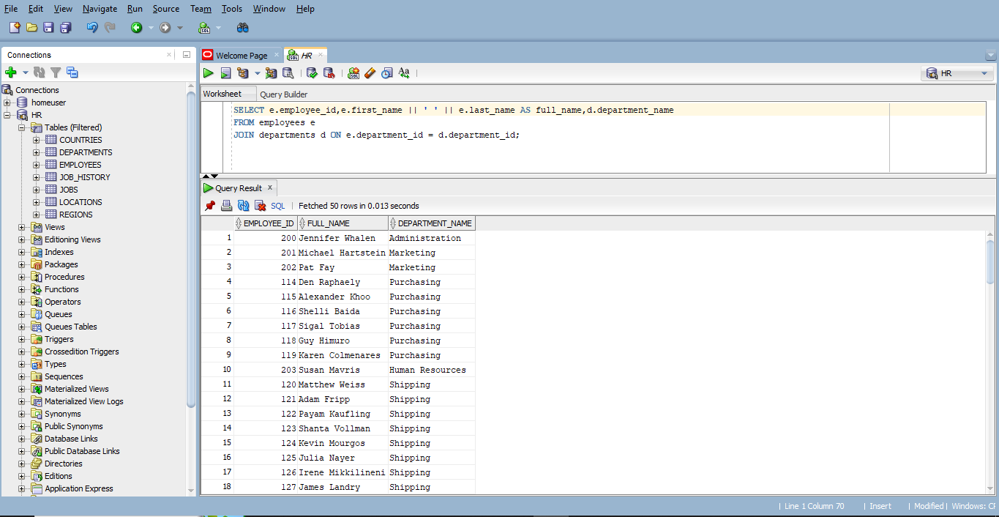 File Edit View Navigate Run Source Team Tools Window Help
Connections
Welcome Page
HR
HR
Connections
homeuser
HR
Tables (Filtered)
COUNTRIES
DEPARTMENTS
EMPLOYEES
JOB_HISTORY
JOBS
LOCATIONS
REGIONS
Views
Editioning Views
Indexes
Packages
Procedures
Functions
Operators
Queues
Queues Tables
Triggers
Crossedition Triggers
Types
Sequences
Materialized Views
Materialized View Logs
Synonyms
Public Synonyms
Database Links
Public Database Links
Directories
Editions
Application Express
Worksheet Query Builder
SELECT e.employee_id,e.first_name || ' ' || e.last_name AS full_name,d.department_name
FROM employees e
JOIN departments d ON e.department_id = d.department_id;
Query Result x
SQL | Fetched 50 rows in 0.013 seconds
EMPLOYEE_ID FULL_NAME DEPARTMENT_NAME
1 200 Jennifer Whalen Administration
2 201 Michael Hartstein Marketing
3 202 Pat Fay Marketing
4 114 Den Raphaely Purchasing
5 115 Alexander Khoo Purchasing
6 116 Shelli Baida Purchasing
7 117 Sigal Tobias Purchasing
8 118 Guy Himuro Purchasing
9 119 Karen Colmenares Purchasing
10 203 Susan Mavris Human Resources
11 120 Matthew Weiss Shipping
12 121 Adam Fripp Shipping
13 122 Payam Kaufling Shipping
14 123 Shanta Vollman Shipping
15 124 Kevin Mourgos Shipping
16 125 Julia Nayer Shipping
17 126 Irene Mikkilineni Shipping
18 127 James Landry Shipping
| Line 1 Column 70 | Insert | Modified | Windows: CF